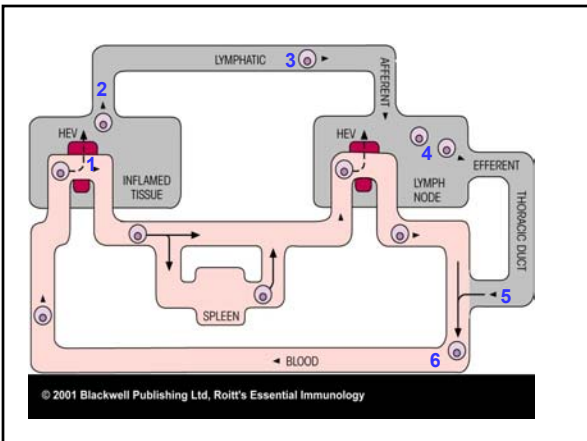 LYMPHATIC 3
AFFERENT
2
HEV
1
INFLAMED
TISSUE
HEV
4
LYMPH
NODE
EFFERENT
THORACIC DUCT
5
SPLEEN
BLOOD
6
© 2001 Blackwell Publishing Ltd, Roitt's Essential Immunology